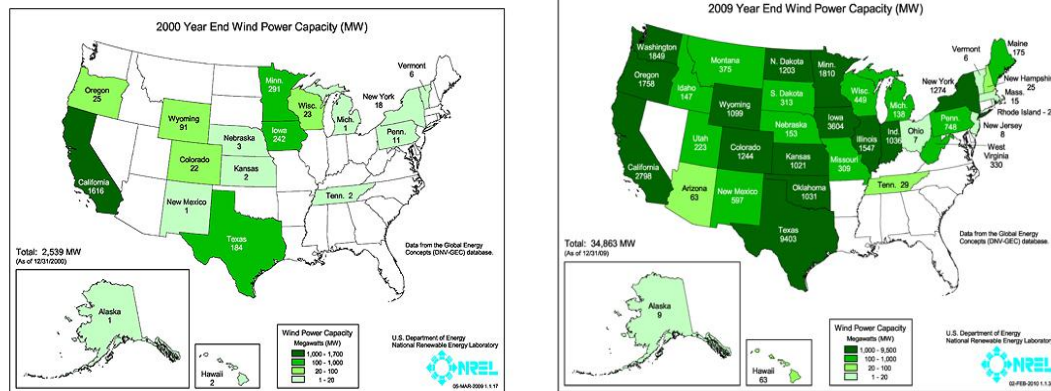 2000 Year End Wind Power Capacity (MW)
Vermont
6
Minn.
291
New York
18
Oregon
25
Wisc.
23
Wyoming
91
Mich.
1
Iowa
242
Nebraska
3
Penn.
11
Colorado
22
Kansas
2
California
1616
New Mexico
1
Tenn. 2
Texas
184
Total: 2,539 MW
(As of 12/31/2000)
Data from the Global Energy
Concepts (DNV-GEC) database.
Alaska
1
Hawaii
2
Wind Power Capacity
Megawatts (MW)
1,000 - 1,700
100 - 1,000
20 - 100
1 - 20
U.S. Department of Energy
National Renewable Energy Laboratory
NREL
05-MAR-2009 1.1.17
2009 Year End Wind Power Capacity (MW)
Washington
1849
Vermont
6
Maine
175
Montana
375
N. Dakota
1203
Minn.
1810
Oregon
1758
New York
1274
New Hampshire
25
Idaho
147
S. Dakota
313
Wisc.
449
Mass.
15
Wyoming
1099
Mich.
138
Rhode Island - 2
Iowa
3604
Penn.
748
Nebraska
153
New Jersey
8
Utah
223
Colorado
1244
Illinois
1547
Ind.
1036
Ohio
7
West
Virginia
330
California
2798
Kansas
1021
Missouri
309
Arizona
63
New Mexico
597
Oklahoma
1031
Tenn. 29
Texas
9403
Total: 34,863 MW
(As of 12/31/09)
Data from the Global Energy
Concepts (DNV-GEC) database.
Alaska
9
Hawaii
63
Wind Power Capacity
Megawatts (MW)
1,000 - 9,500
100 - 1,000
20 - 100
1 - 20
U.S. Department of Energy
National Renewable Energy Laboratory
NREL